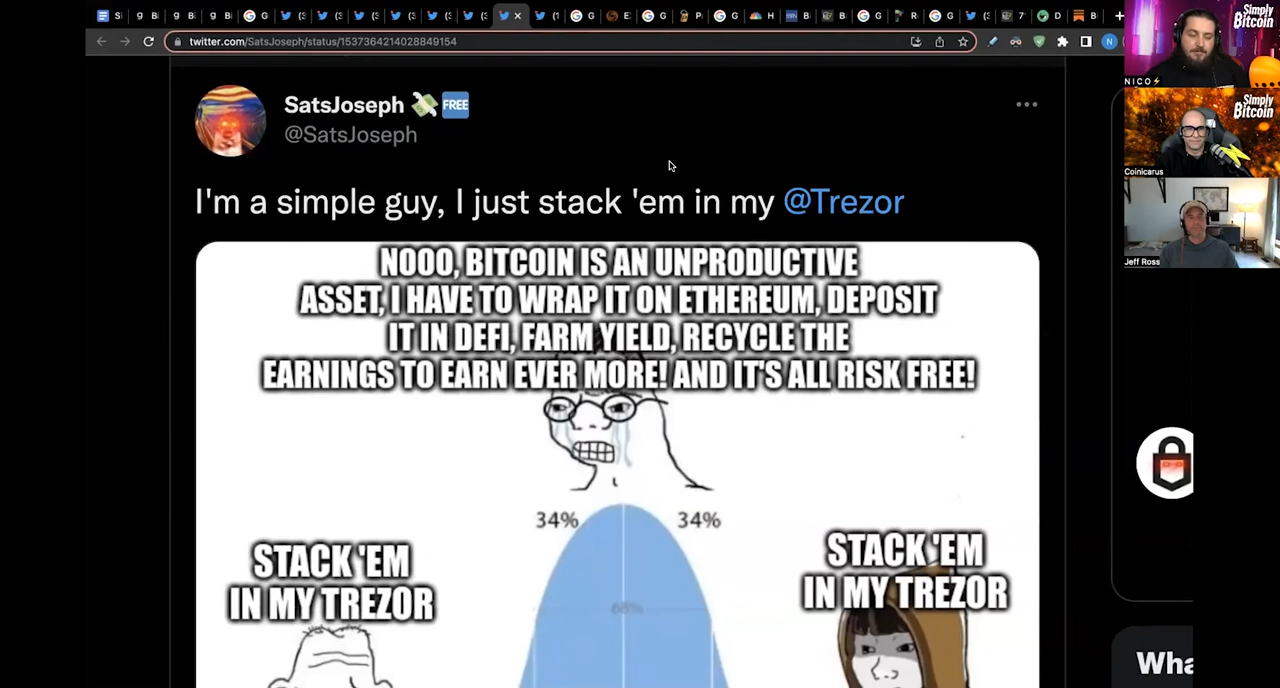 twitter.com/SatsJoseph/status/1537364214028849154
Simply
Bitcoin
NICO⚡
Simply
Bitcoin
Coinicarus
Jeff Ross
SatsJoseph 💸 FREE
@SatsJoseph
I'm a simple guy, I just stack 'em in my @Trezor
NOOO, BITCOIN IS AN UNPRODUCTIVE
ASSET, I HAVE TO WRAP IT ON ETHEREUM, DEPOSIT
IT IN DEFI, FARM YIELD, RECYCLE THE
EARNINGS TO EARN EVER MORE! AND IT'S ALL RISK FREE!
34% 34%
STACK 'EM
IN MY TREZOR
68%
STACK 'EM
IN MY TREZOR
Wha